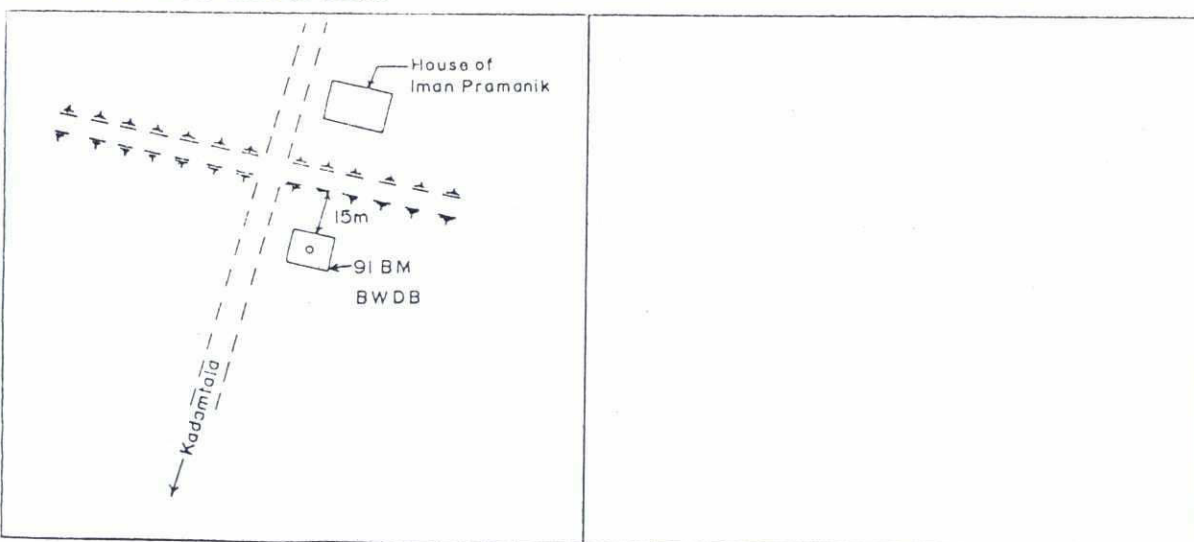 House of
Iman Pramanik
15m
91 BM
BWDB
Kadamtala